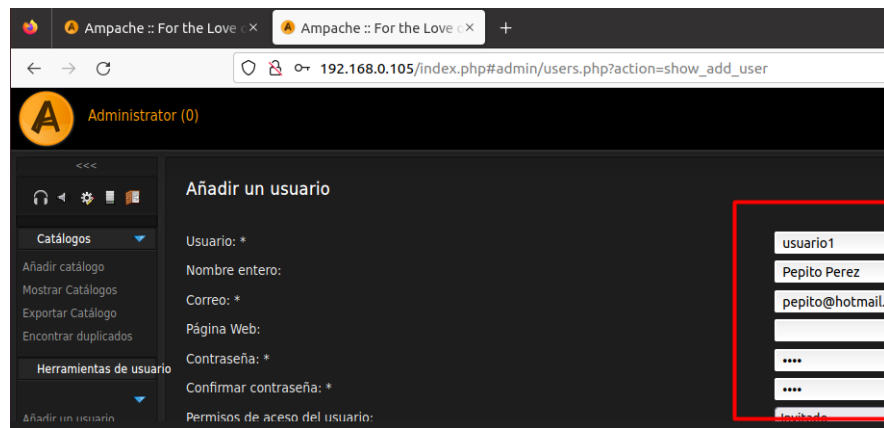 Ampache :: For the Love
Ampache :: For the Love
192.168.0.105/index.php#admin/users.php?action=show_add_user
Administrator (0)
<<<
Añadir un usuario
Catálogos
Añadir catálogo
Mostrar Catálogos
Exportar Catálogo
Encontrar duplicados
Herramientas de usuario
Añadir un usuario
Usuario: *
usuario1
Nombre entero:
Pepito Perez
Correo: *
pepito@hotmail.
Página Web:
Contraseña: *
••••
Confirmar contraseña: *
••••
Permisos de aceso del usuario:
Invitado